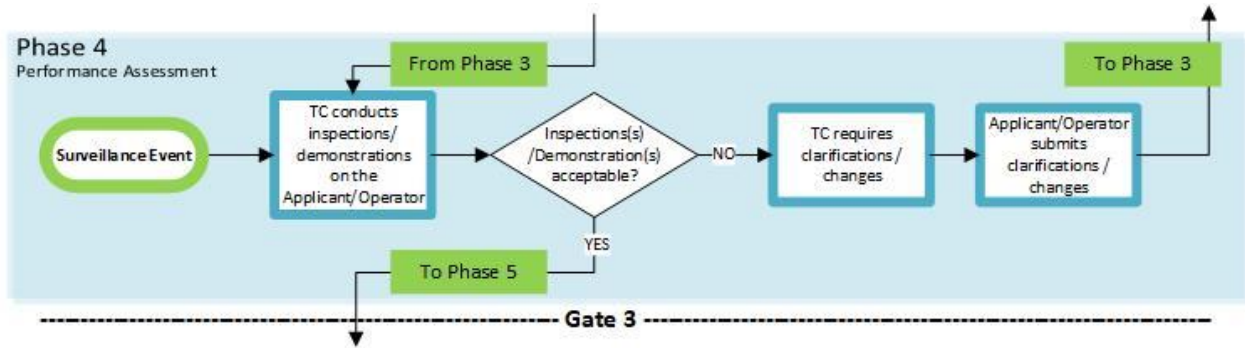 Phase 4
Performance Assessment
From Phase 3
To Phase 3
Surveillance Event
TC conducts
inspections/
demonstrations
on the
Applicant/Operator
Inspections(s)
/Demonstration(s)
acceptable?
NO
TC requires
clarifications /
changes
Applicant/Operator
submits
clarifications /
changes
YES
To Phase 5
Gate 3